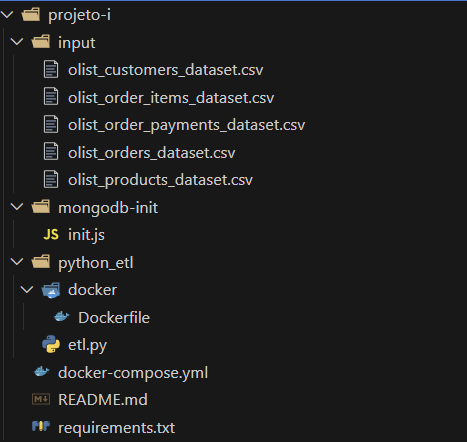 projeto-i
input
olist_customers_dataset.csv
olist_order_items_dataset.csv
olist_order_payments_dataset.csv
olist_orders_dataset.csv
olist_products_dataset.csv
mongodb-init
JS init.js
python_etl
docker
Dockerfile
etl.py
docker-compose.yml
README.md
requirements.txt